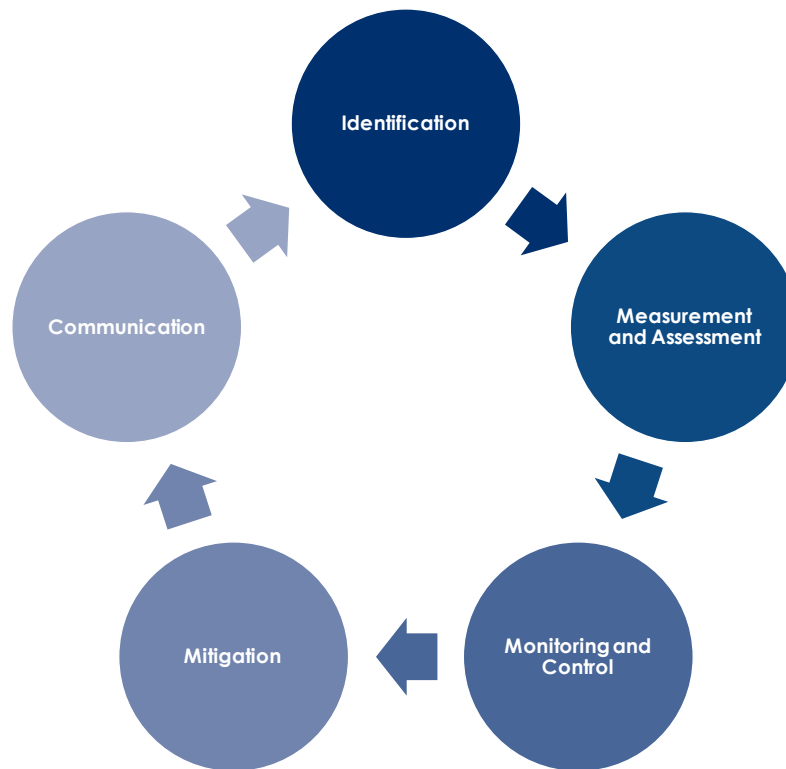 Identification
Measurement
and Assessment
Monitoring and
Control
Mitigation
Communication